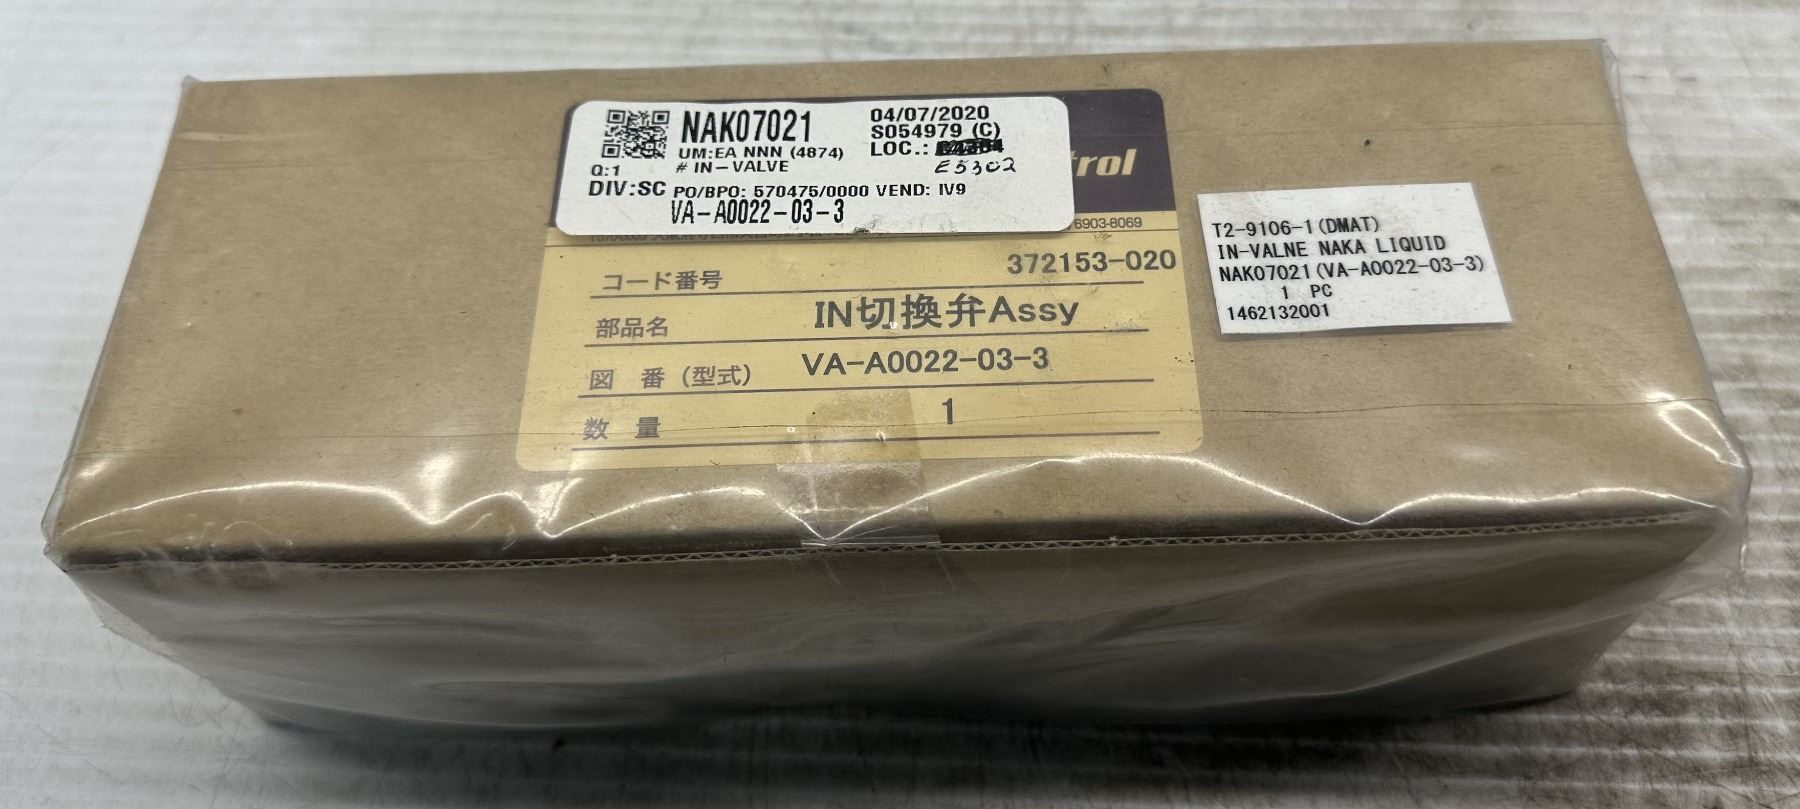 NAK07021
04/07/2020
S054979 (C)
UM:EA NNN (4874)
LOC.:
E5302
Q:1
# IN-VALVE
DIV:SC PO/BPO: 570475/0000 VEND: IV9
VA-A0022-03-3
trol
6903-8069
コード番号 372153-020
部品名 IN切換弁Assy
図 番 (型式) VA-A0022-03-3
数 量 1
T2-9106-1(DMAT)
IN-VALNE NAKA LIQUID
NAK07021(VA-A0022-03-3)
1 PC
1462132001